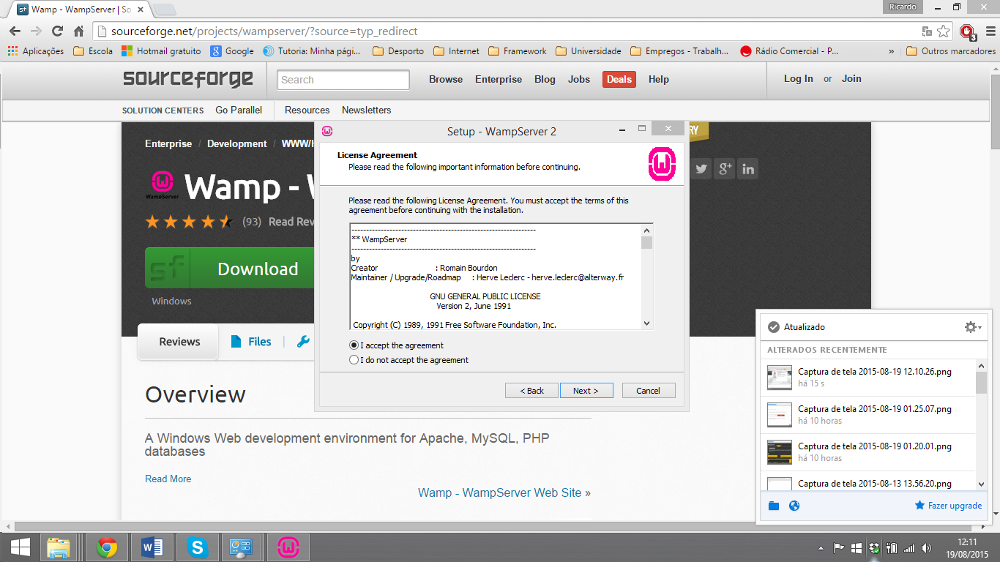 Wamp - WampServer | So
Ricardo
sourceforge.net/projects/wampserver/?source=typ_redirect
3
Aplicações
Escola
Hotmail gratuito
Google
Tutoria: Minha pági...
Desporto
Internet
Framework
Universidade
Empregos - Trabalh...
Rádio Comercial - P...
»
Outros marcadores
sourceforge
Search
Browse
Enterprise
Blog
Jobs
Deals
Help
Log In or Join
SOLUTION CENTERS
Go Parallel
Resources
Newsletters
Setup - WampServer 2
RY
Enterprise / Development / WWW/H
License Agreement
Please read the following important information before continuing.
Wamp - W
WampServer
(93) Read Rev
sf
Download
Windows
Please read the following License Agreement. You must accept the terms of this
agreement before continuing with the installation.
------------------------------------------------------------
** WampServer
------------------------------------------------------------
by
Creator : Romain Bourdon
Maintainer / Upgrade/Roadmap : Herve Leclerc - herve.leclerc@alterway.fr
GNU GENERAL PUBLIC LICENSE
Version 2, June 1991
Copyright (C) 1989, 1991 Free Software Foundation, Inc.
I accept the agreement
I do not accept the agreement
< Back
Next >
Cancel
Reviews
Files
Overview
A Windows Web development environment for Apache, MySQL, PHP
databases
Read More
Wamp - WampServer Web Site »
Atualizado
ALTERADOS RECENTEMENTE
Captura de tela 2015-08-19 12.10.26.png
há 15 s
Captura de tela 2015-08-19 01.25.07.png
há 10 horas
Captura de tela 2015-08-19 01.20.01.png
há 10 horas
Captura de tela 2015-08-13 13.56.20.png
Fazer upgrade
12:11
19/08/2015